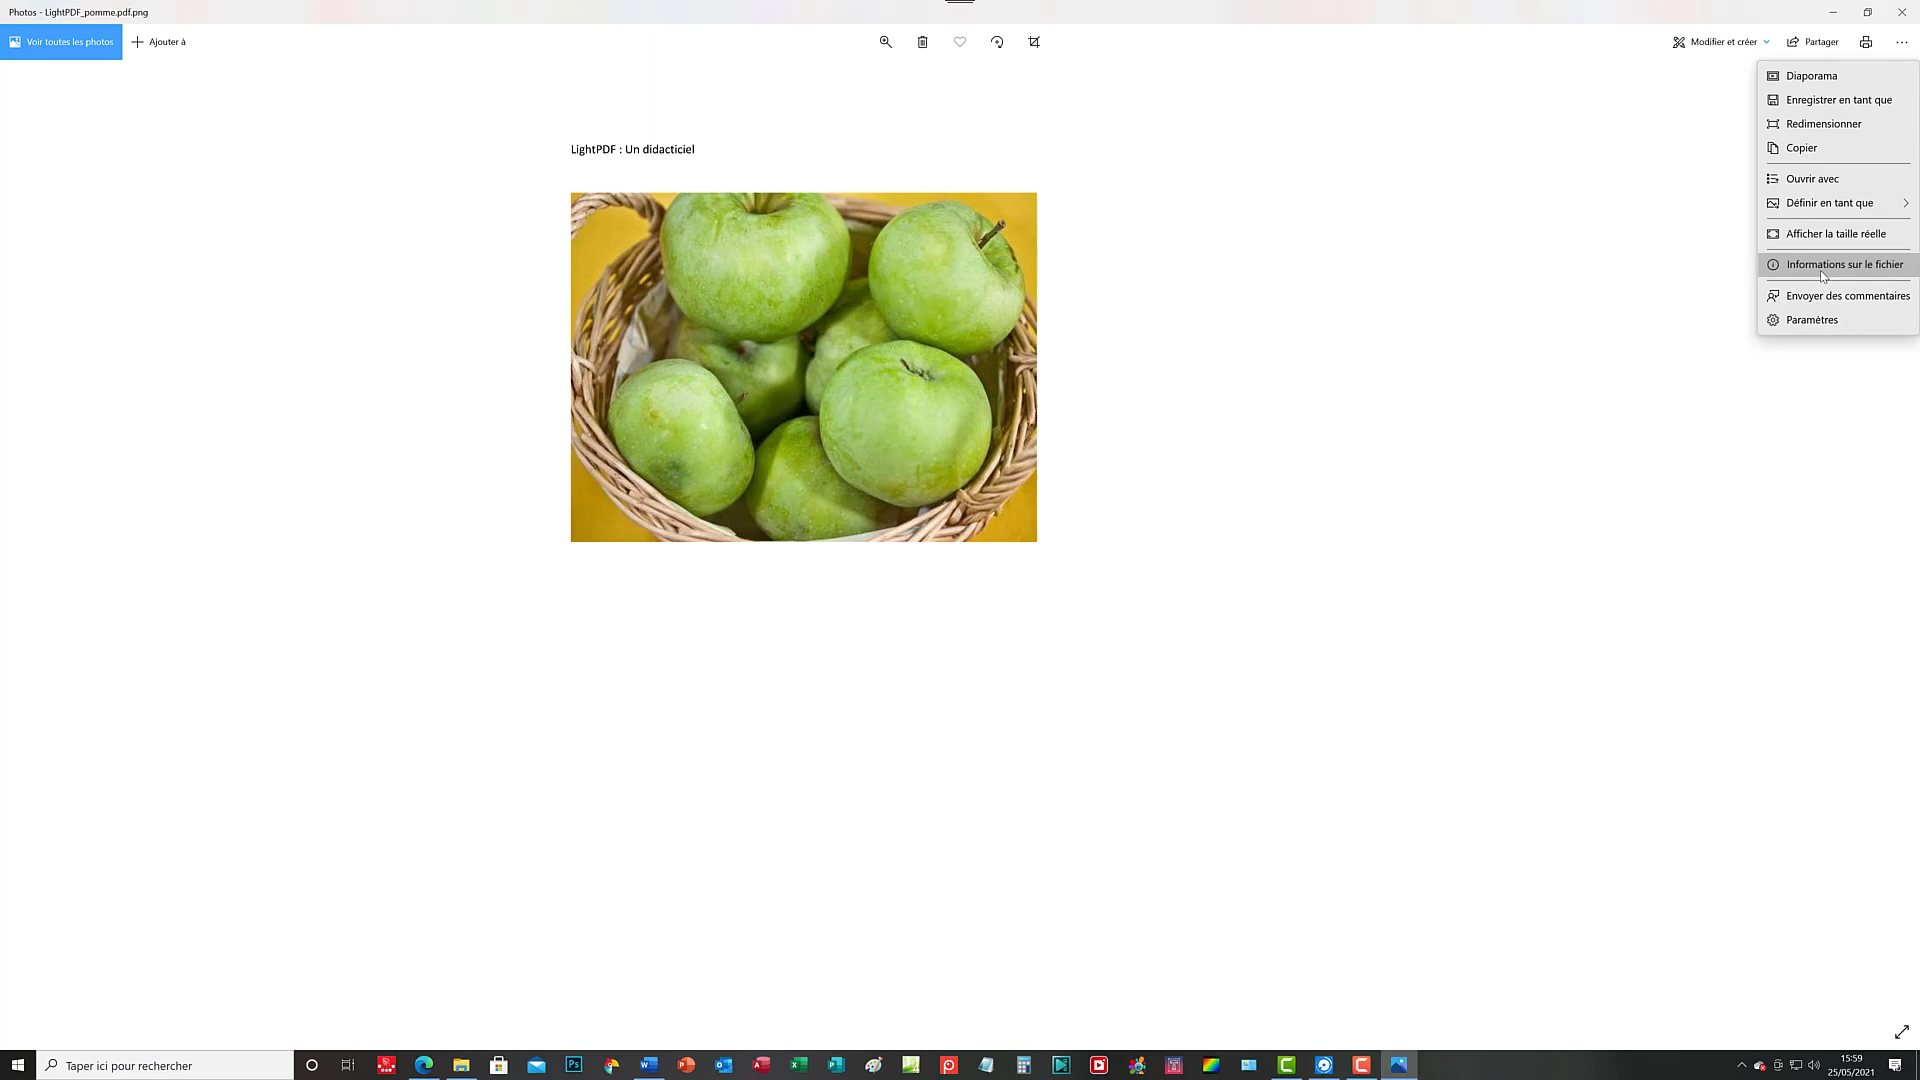 Photos - LightPDF_pomme.pdf.png
Voir toutes les photos
Ajouter à
Modifier et créer
Partager
Diaporama
Enregistrer en tant que
Redimensionner
Copier
Ouvrir avec
Définir en tant que
Afficher la taille réelle
Informations sur le fichier
Envoyer des commentaires
Paramètres
LightPDF : Un didacticiel
Taper ici pour rechercher
15:59
25/05/2021